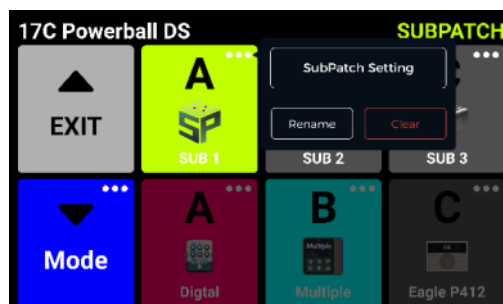 17C Powerball DS
SUBPATCH
EXIT
A
SP
SUB 1
SubPatch Setting
Rename
Clear
SUB 2
C
SUB 3
Mode
A
Digtal
B
Multiple
Multiple
C
Eagle P412